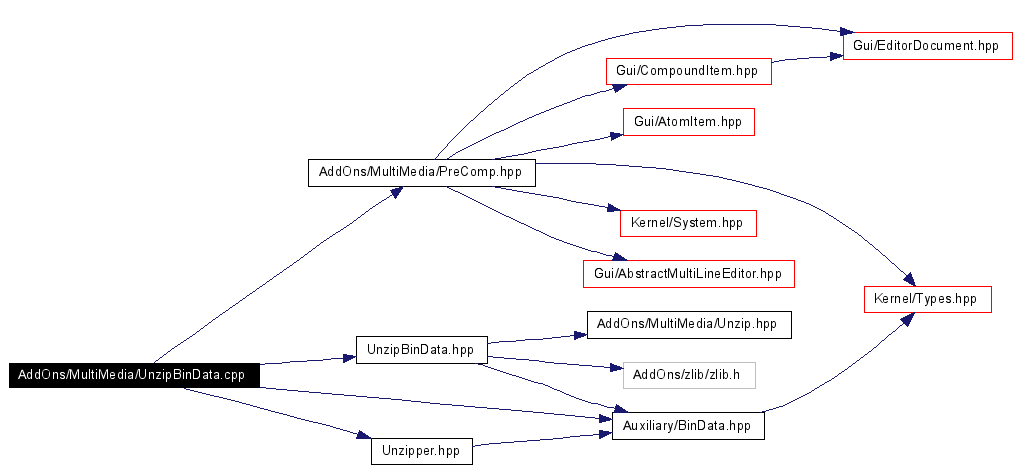 Gui/EditorDocument.hpp
Gui/CompoundItem.hpp
Gui/AtomItem.hpp
AddOns/MultiMedia/PreComp.hpp
Kernel/System.hpp
Gui/AbstractMultiLineEditor.hpp
Kernel/Types.hpp
AddOns/MultiMedia/Unzip.hpp
UnzipBinData.hpp
AddOns/MultiMedia/UnzipBinData.cpp
AddOns/zlib/zlib.h
Auxiliary/BinData.hpp
Unzipper.hpp